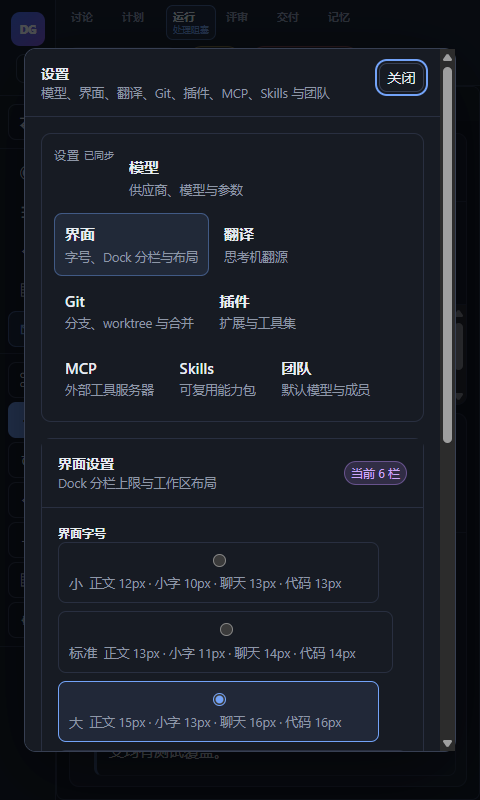 DG
讨论 计划 运行 评审 交付 记忆
处理阻塞
设置
模型、界面、翻译、Git、插件、MCP、Skills 与团队
关闭
设置 已同步
模型
供应商、模型与参数
界面
字号、Dock 分栏与布局
翻译
思考机翻源
Git
分支、worktree 与合并
插件
扩展与工具集
MCP
外部工具服务器
Skills
可复用能力包
团队
默认模型与成员
界面设置
Dock 分栏上限与工作区布局
当前 6 栏
界面字号
小 正文 12px · 小字 10px · 聊天 13px · 代码 13px
标准 正文 13px · 小字 11px · 聊天 14px · 代码 14px
大 正文 15px · 小字 13px · 聊天 16px · 代码 16px